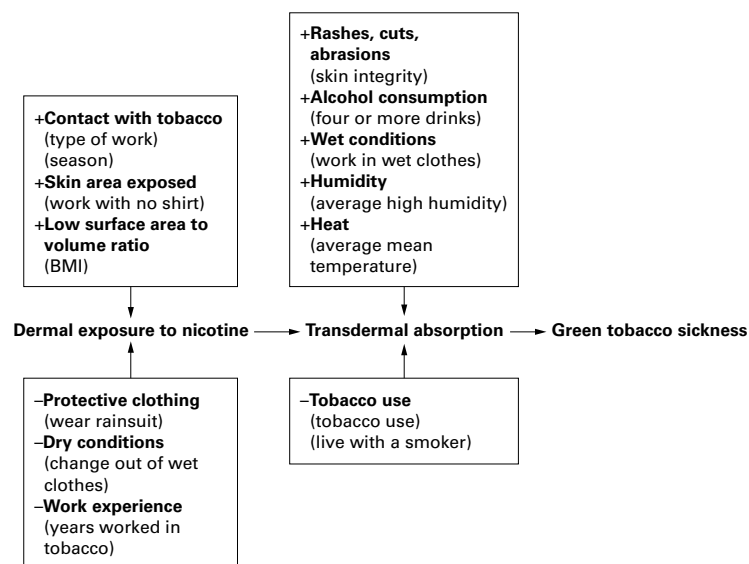 +Rashes, cuts,
abrasions
(skin integrity)
+Alcohol consumption
(four or more drinks)
+Wet conditions
(work in wet clothes)
+Humidity
(average high humidity)
+Heat
(average mean
temperature)
+Contact with tobacco
(type of work)
(season)
+Skin area exposed
(work with no shirt)
+Low surface area to
volume ratio
(BMI)
Dermal exposure to nicotine
Transdermal absorption
Green tobacco sickness
–Protective clothing
(wear rainsuit)
–Dry conditions
(change out of wet
clothes)
–Work experience
(years worked in
tobacco)
–Tobacco use
(tobacco use)
(live with a smoker)